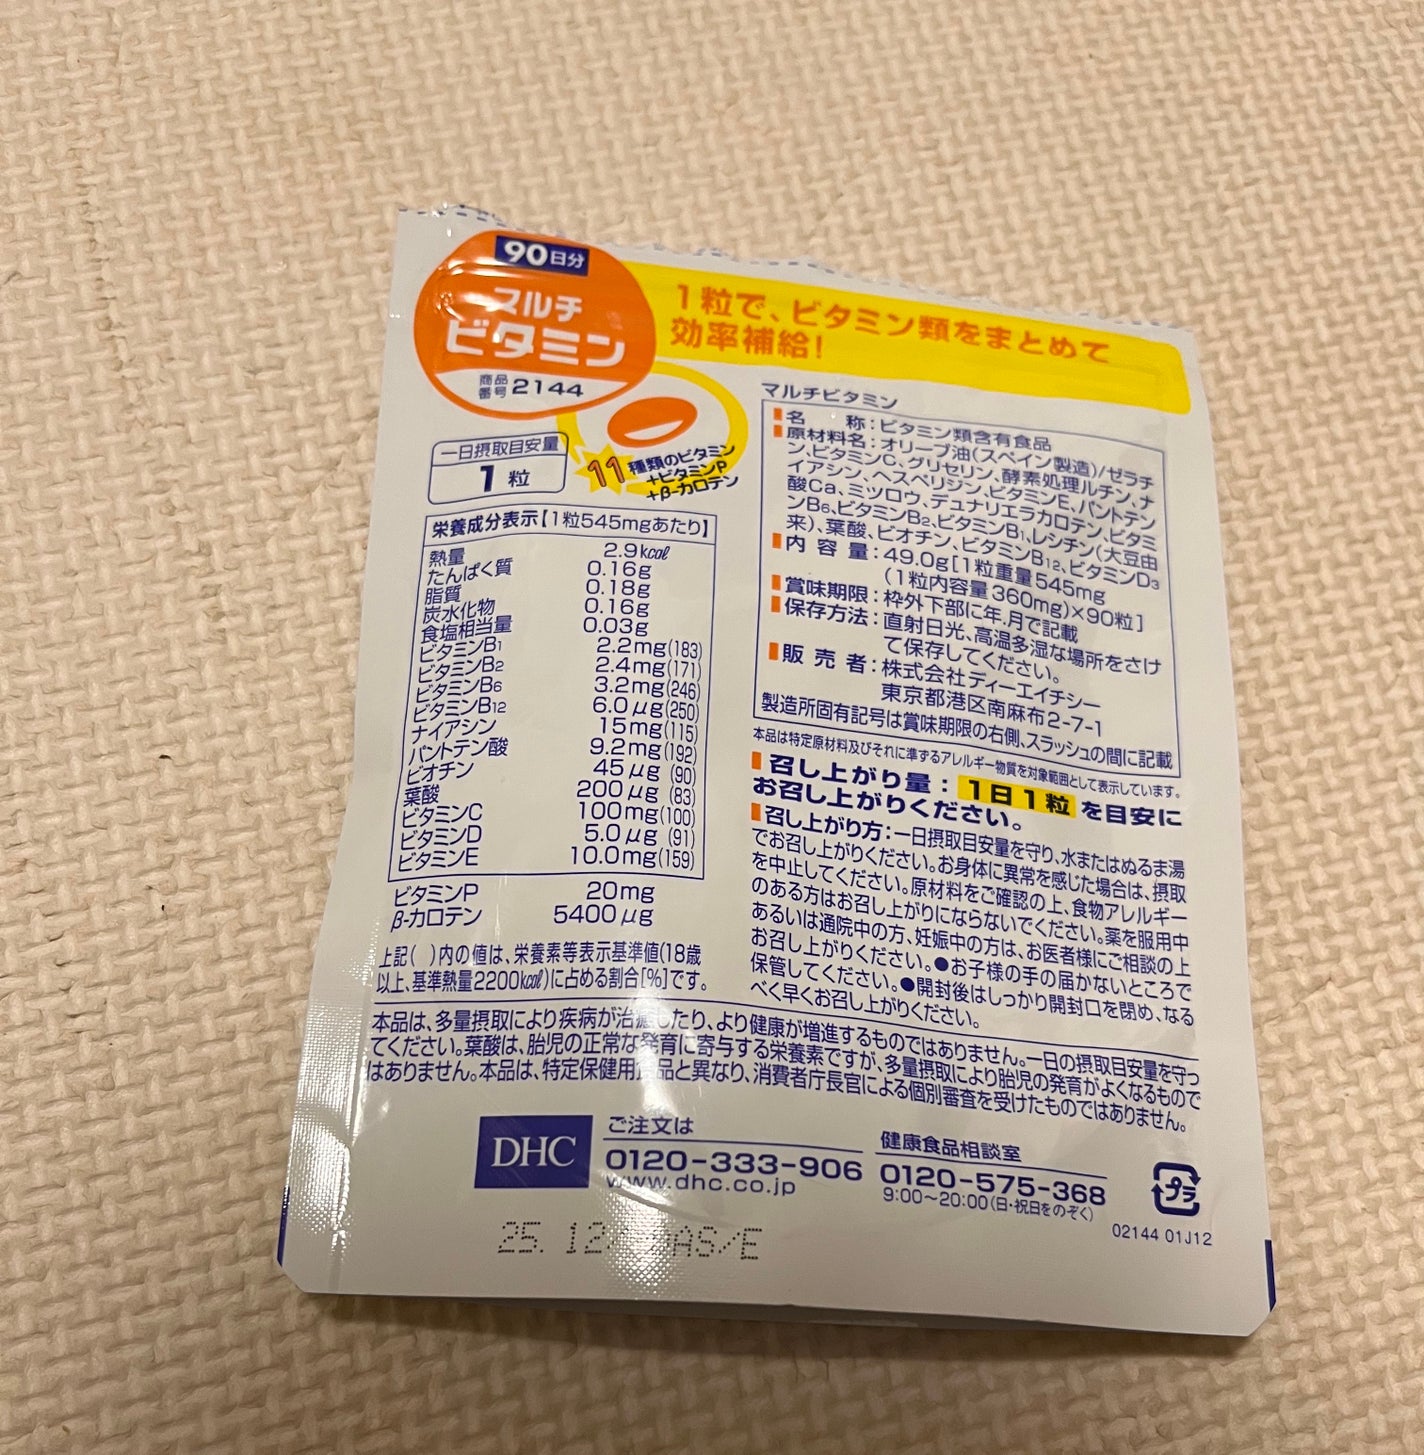 90日分
マルチ
ビタミン
商品番号 2144
1粒で、ビタミン類をまとめて
効率補給!
一日摂取目安量
1粒
11種類のビタミン
+ビタミンP
+β-カロテン
栄養成分表示【1粒545mgあたり】
熱量 2.9kcal
たんぱく質 0.16g
脂質 0.18g
炭水化物 0.16g
食塩相当量 0.03g
ビタミンB1 2.2mg(183)
ビタミンB2 2.4mg(171)
ビタミンB6 3.2mg(246)
ビタミンB12 6.0μg(250)
ナイアシン 15mg(115)
パントテン酸 9.2mg(192)
ビオチン 45μg(90)
葉酸 200μg(83)
ビタミンC 100mg(100)
ビタミンD 5.0μg(91)
ビタミンE 10.0mg(159)
ビタミンP 20mg
β-カロテン 5400μg
上記( )内の値は、栄養素等表示基準値(18歳
以上、基準熱量2200kcal)に占める割合[%]です。
マルチビタミン
名称:ビタミン類含有食品
原材料名:オリーブ油(スペイン製造)/ゼラチ
ン、ビタミンC、グリセリン、酵素処理ルチン、ナ
イアシン、ヘスペリジン、ビタミンE、パントテン
酸Ca、ミツロウ、デュナリエラカロテン、ビタミ
ンB6、ビタミンB2、ビタミンB1、レシチン(大豆由
来)、葉酸、ビオチン、ビタミンB12、ビタミンD3
内容量:49.0g[1粒重量545mg
(1粒内容量360mg)×90粒]
賞味期限:枠外下部に年.月で記載
保存方法:直射日光、高温多湿な場所をさけ
て保存してください。
販売者:株式会社ディーエイチシー
東京都港区南麻布2-7-1
製造所固有記号は賞味期限の右側、スラッシュの間に記載
本品は特定原材料及びそれに準ずるアレルギー物質を対象範囲として表示しています。
召し上がり量:1日1粒を目安に
お召し上がりください。
召し上がり方:一日摂取目安量を守り、水またはぬるま湯
でお召し上がりください。お身体に異常を感じた場合は、摂取
を中止してください。原材料をご確認の上、食物アレルギー
のある方はお召し上がりにならないでください。薬を服用中
あるいは通院中の方、妊娠中の方は、お医者様にご相談の上
お召し上がりください。●お子様の手の届かないところで
保管してください。●開封後はしっかり開封口を閉め、なる
べく早くお召し上がりください。
本品は、多量摂取により疾病が治癒したり、より健康が増進するものではありません。一日の摂取目安量を守っ
てください。葉酸は、胎児の正常な発育に寄与する栄養素ですが、多量摂取により胎児の発育がよくなるもので
はありません。本品は、特定保健用食品と異なり、消費者庁長官による個別審査を受けたものではありません。
DHC
ご注文は
0120-333-906
www.dhc.co.jp
健康食品相談室
0120-575-368
9:00〜20:00(日・祝日をのぞく)
プラ
02144 01J12
25. 12 AS/E